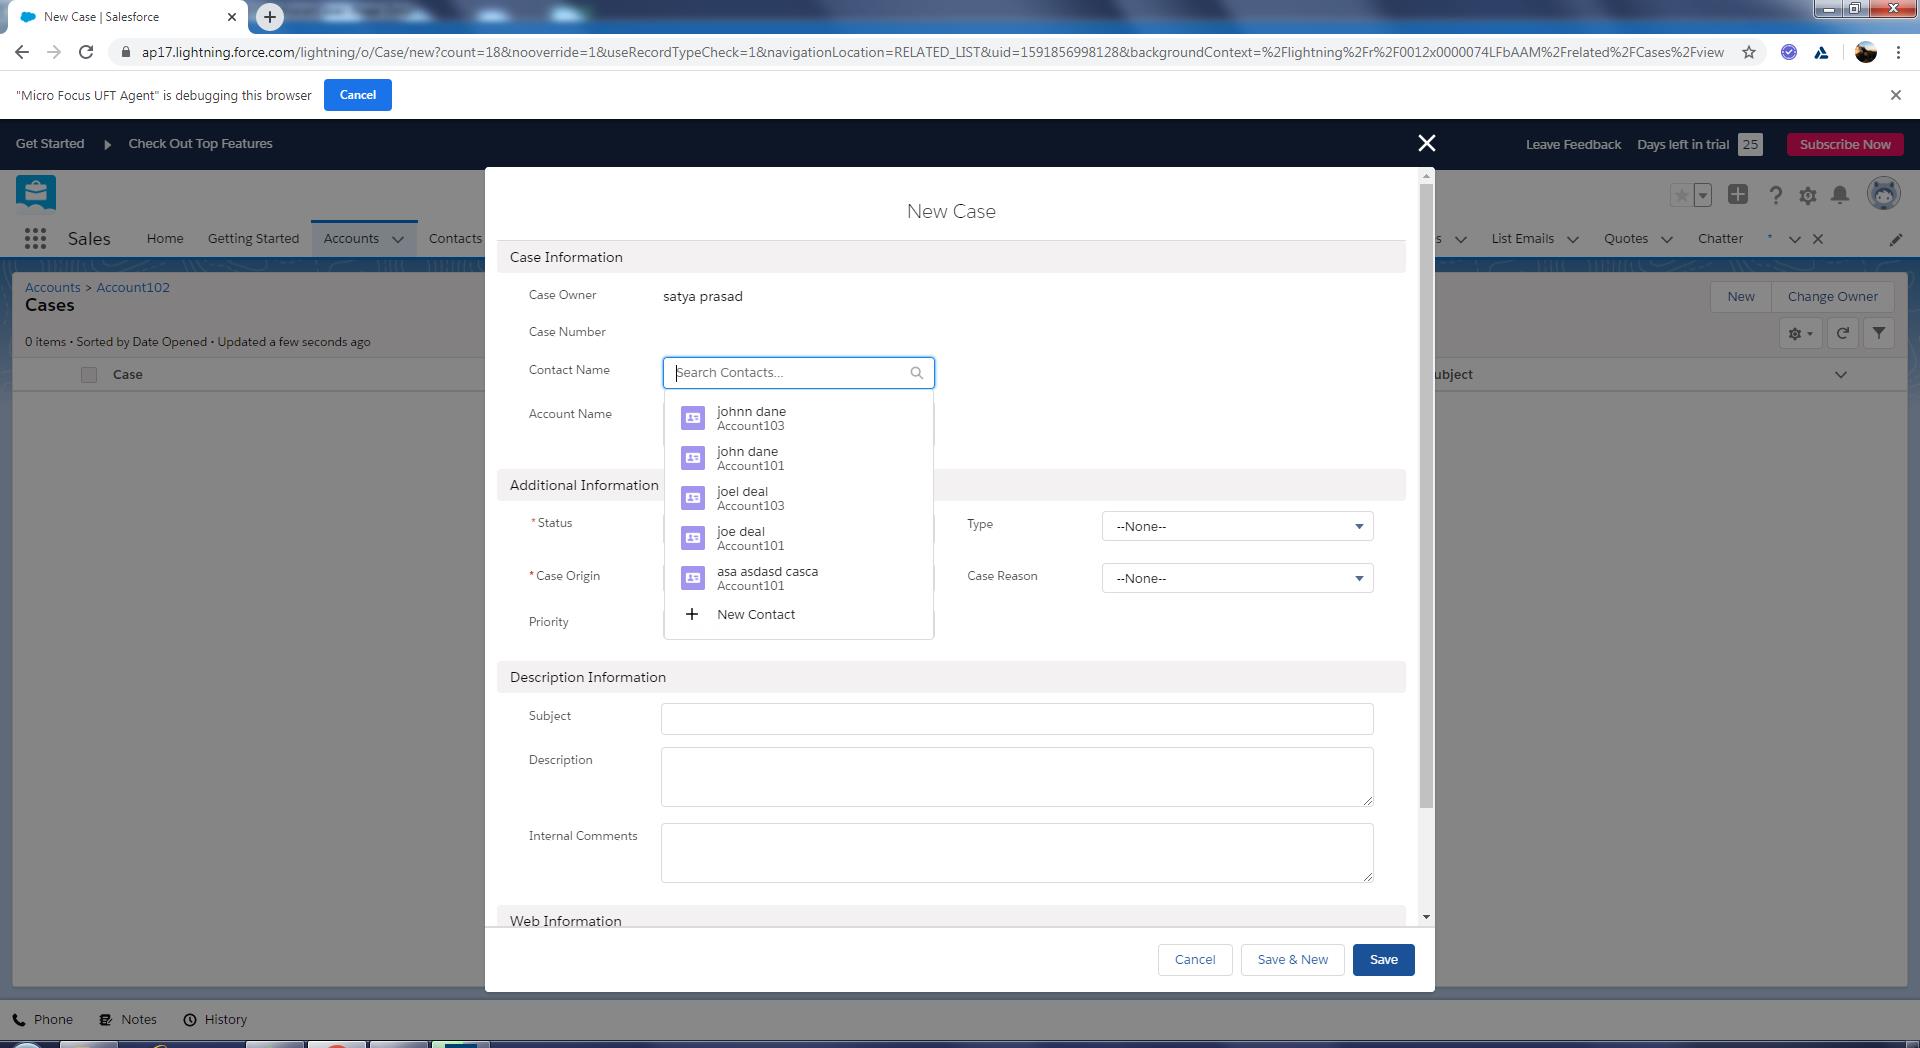 New Case | Salesforce
ap17.lightning.force.com/lightning/o/Case/new?count=18&nooverride=1&useRecordTypeCheck=1&navigationLocation=RELATED_LIST&uid=1591856998128&backgroundContext=%2Flightning%2Fr%2F0012x0000074LFbAAM%2Frelated%2FCases%2Fview
"Micro Focus UFT Agent" is debugging this browser
Cancel
Get Started
Check Out Top Features
Leave Feedback
Days left in trial
25
Subscribe Now
Sales
Home
Getting Started
Accounts
Contacts
s
List Emails
Quotes
Chatter
*
Accounts > Account102
Cases
0 items • Sorted by Date Opened • Updated a few seconds ago
New
Change Owner
Case
ubject
New Case
Case Information
Case Owner
satya prasad
Case Number
Contact Name
Search Contacts...
Account Name
johnn dane
Account103
john dane
Account101
joel deal
Account103
joe deal
Account101
asa asdasd casca
Account101
New Contact
Additional Information
*Status
Type
--None--
*Case Origin
Case Reason
--None--
Priority
Description Information
Subject
Description
Internal Comments
Web Information
Cancel
Save & New
Save
Phone
Notes
History